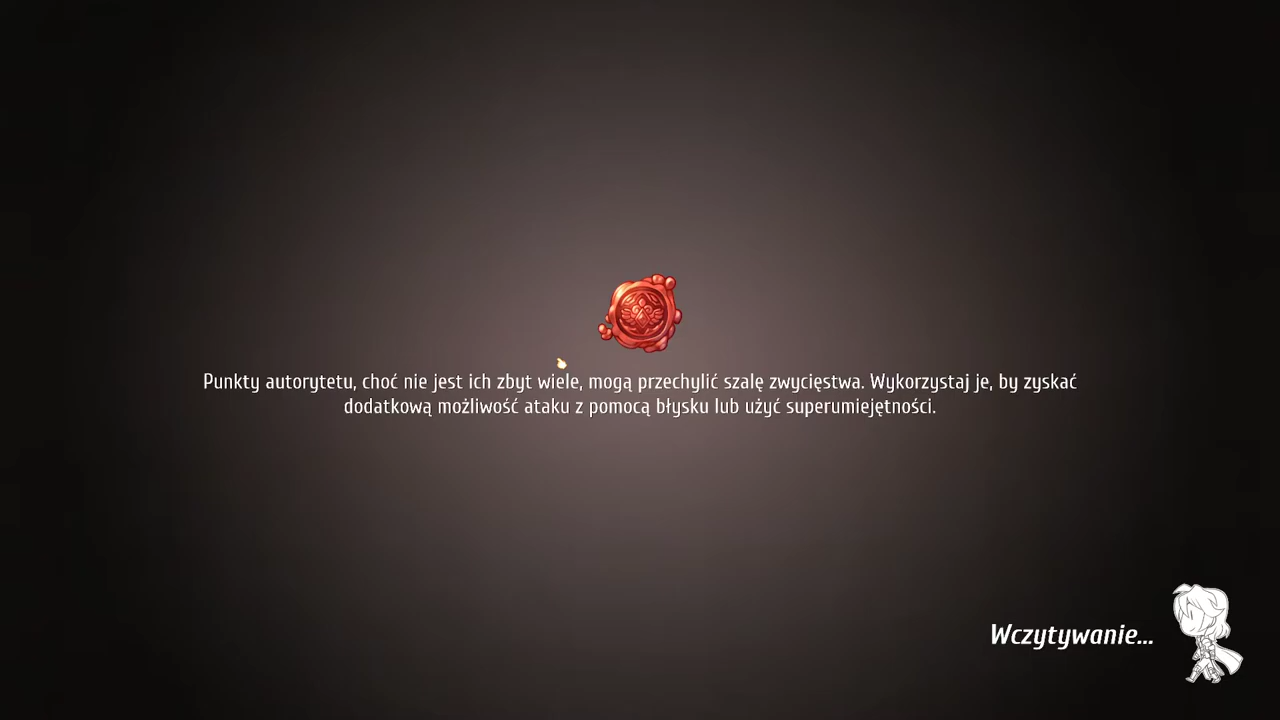 Punkty autorytetu, choć nie jest ich zbyt wiele, mogą przechylić szalę zwycięstwa. Wykorzystaj je, by zyskać
dodatkową możliwość ataku z pomocą błysku lub użyć superumiejętności.
Wczytywanie...